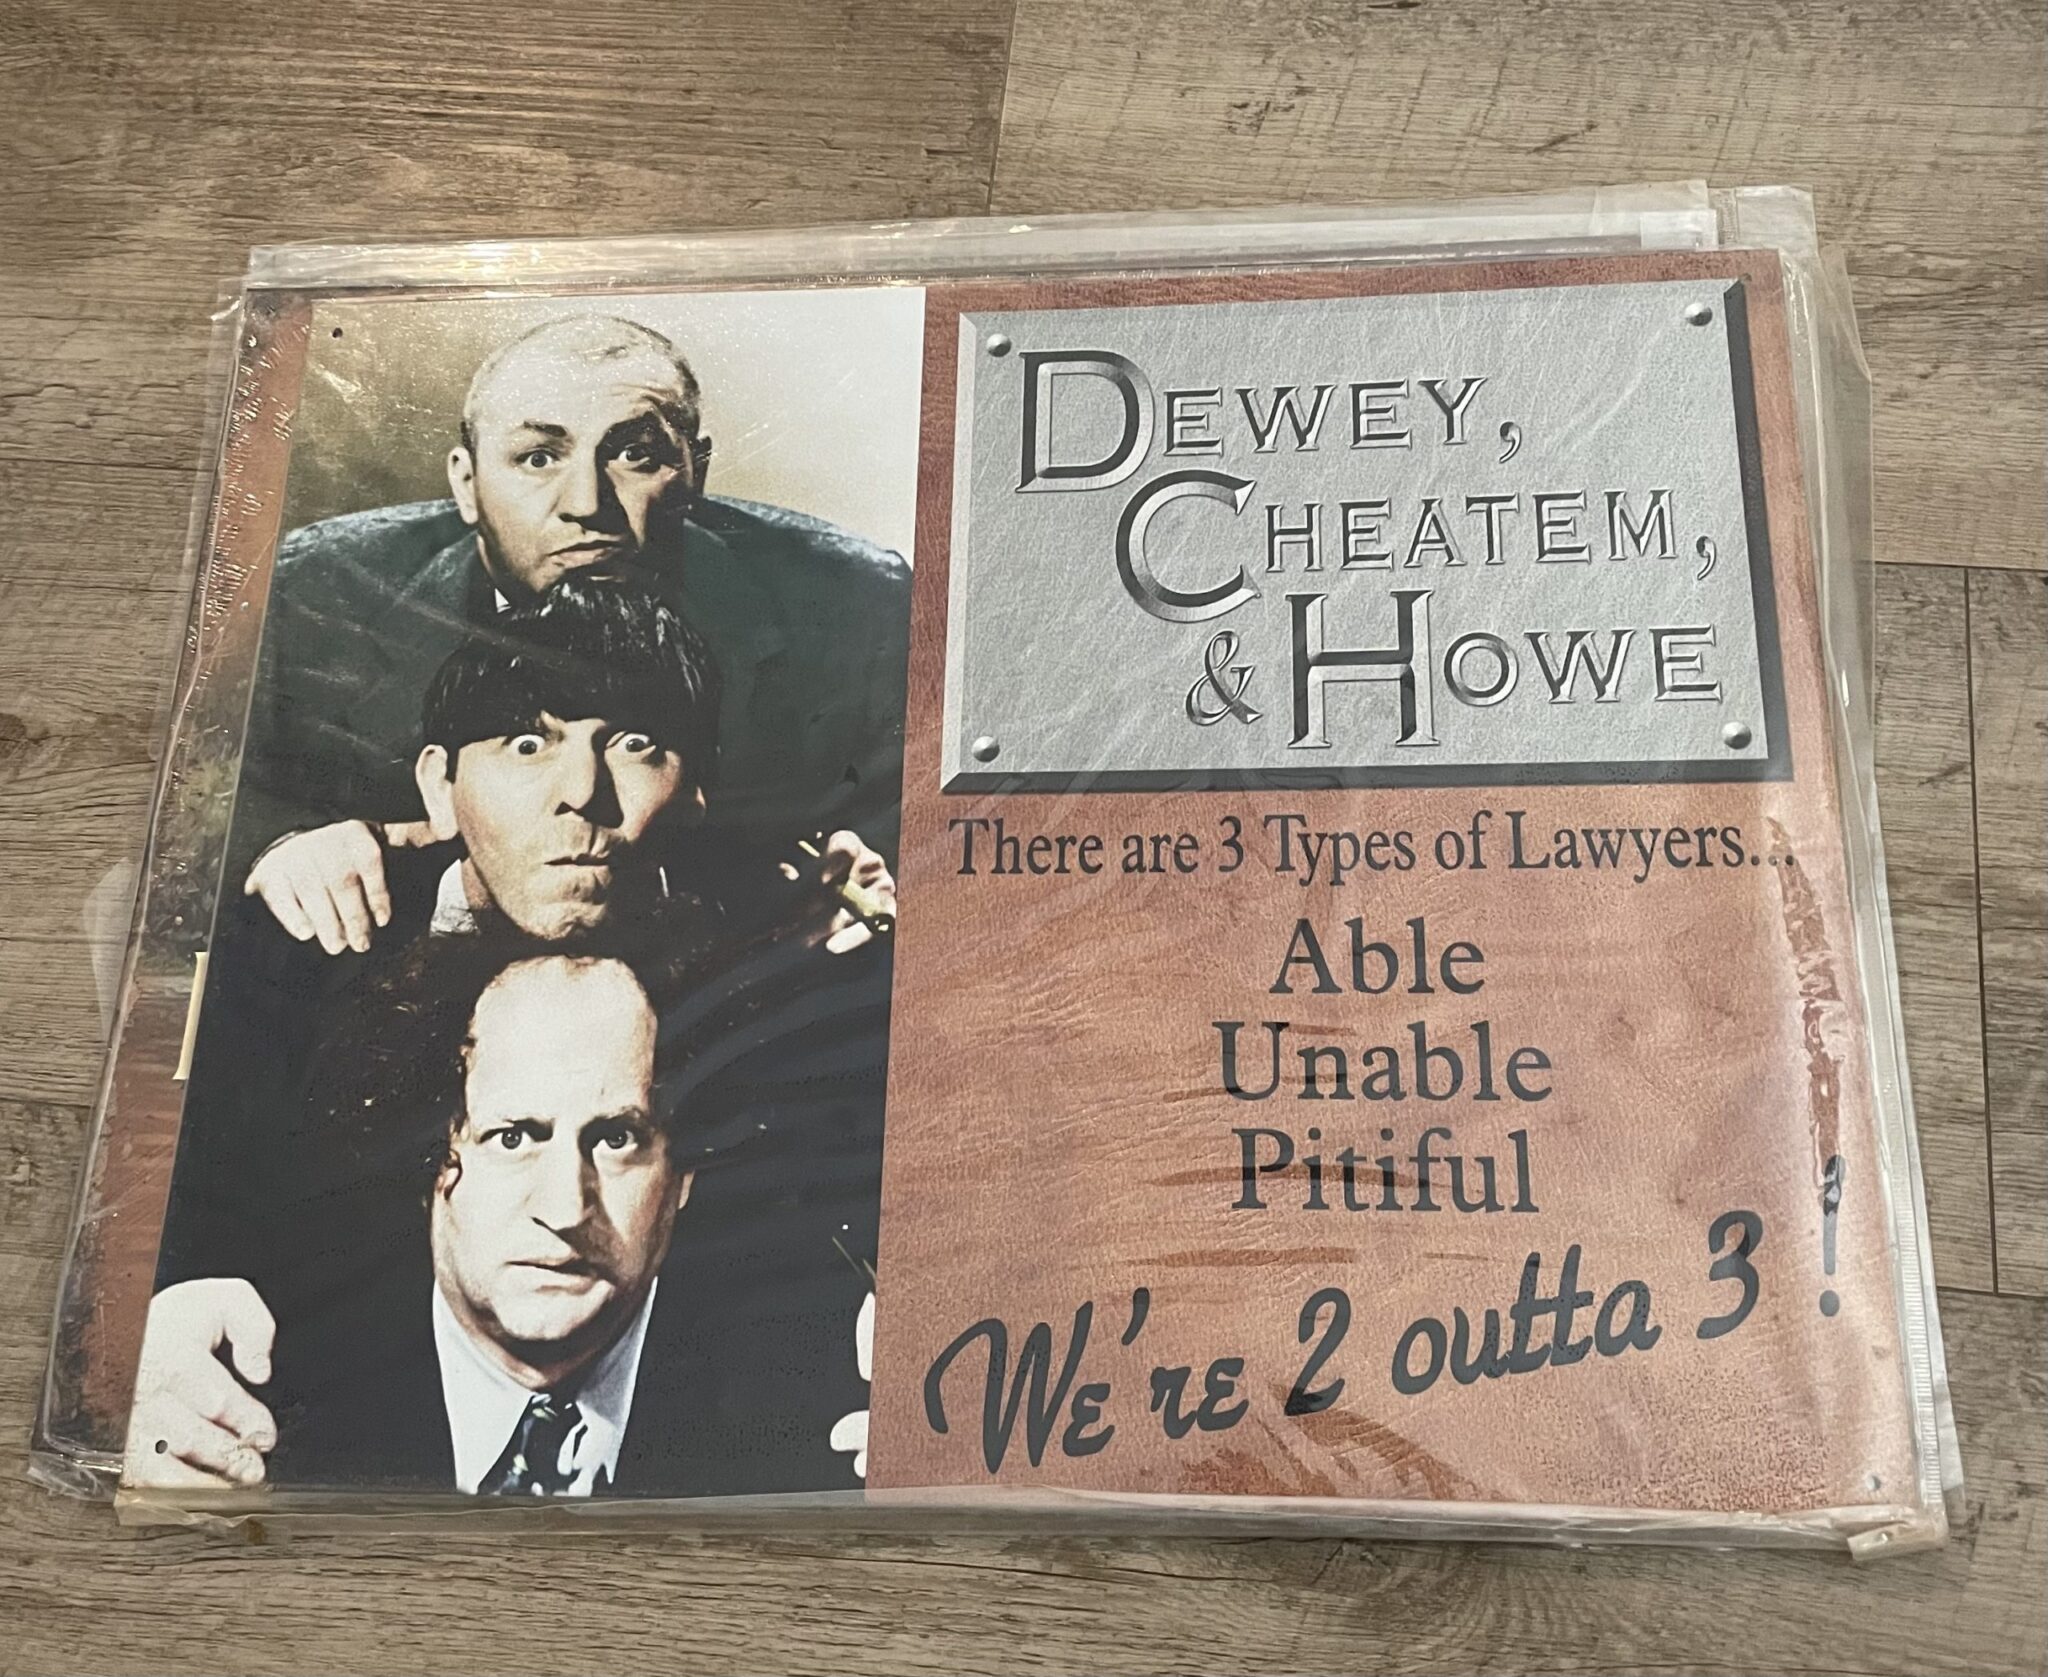 DEWEY,
CHEATEM,
& HOWE
There are 3 Types of Lawyers...
Able
Unable
Pitiful
We're 2 outta 3!